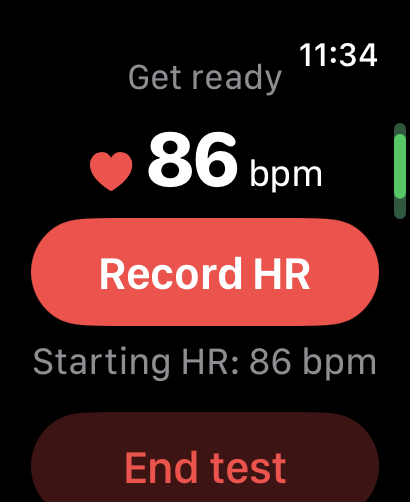 11:34
Get ready
86 bpm
Record HR
Starting HR: 86 bpm
End test